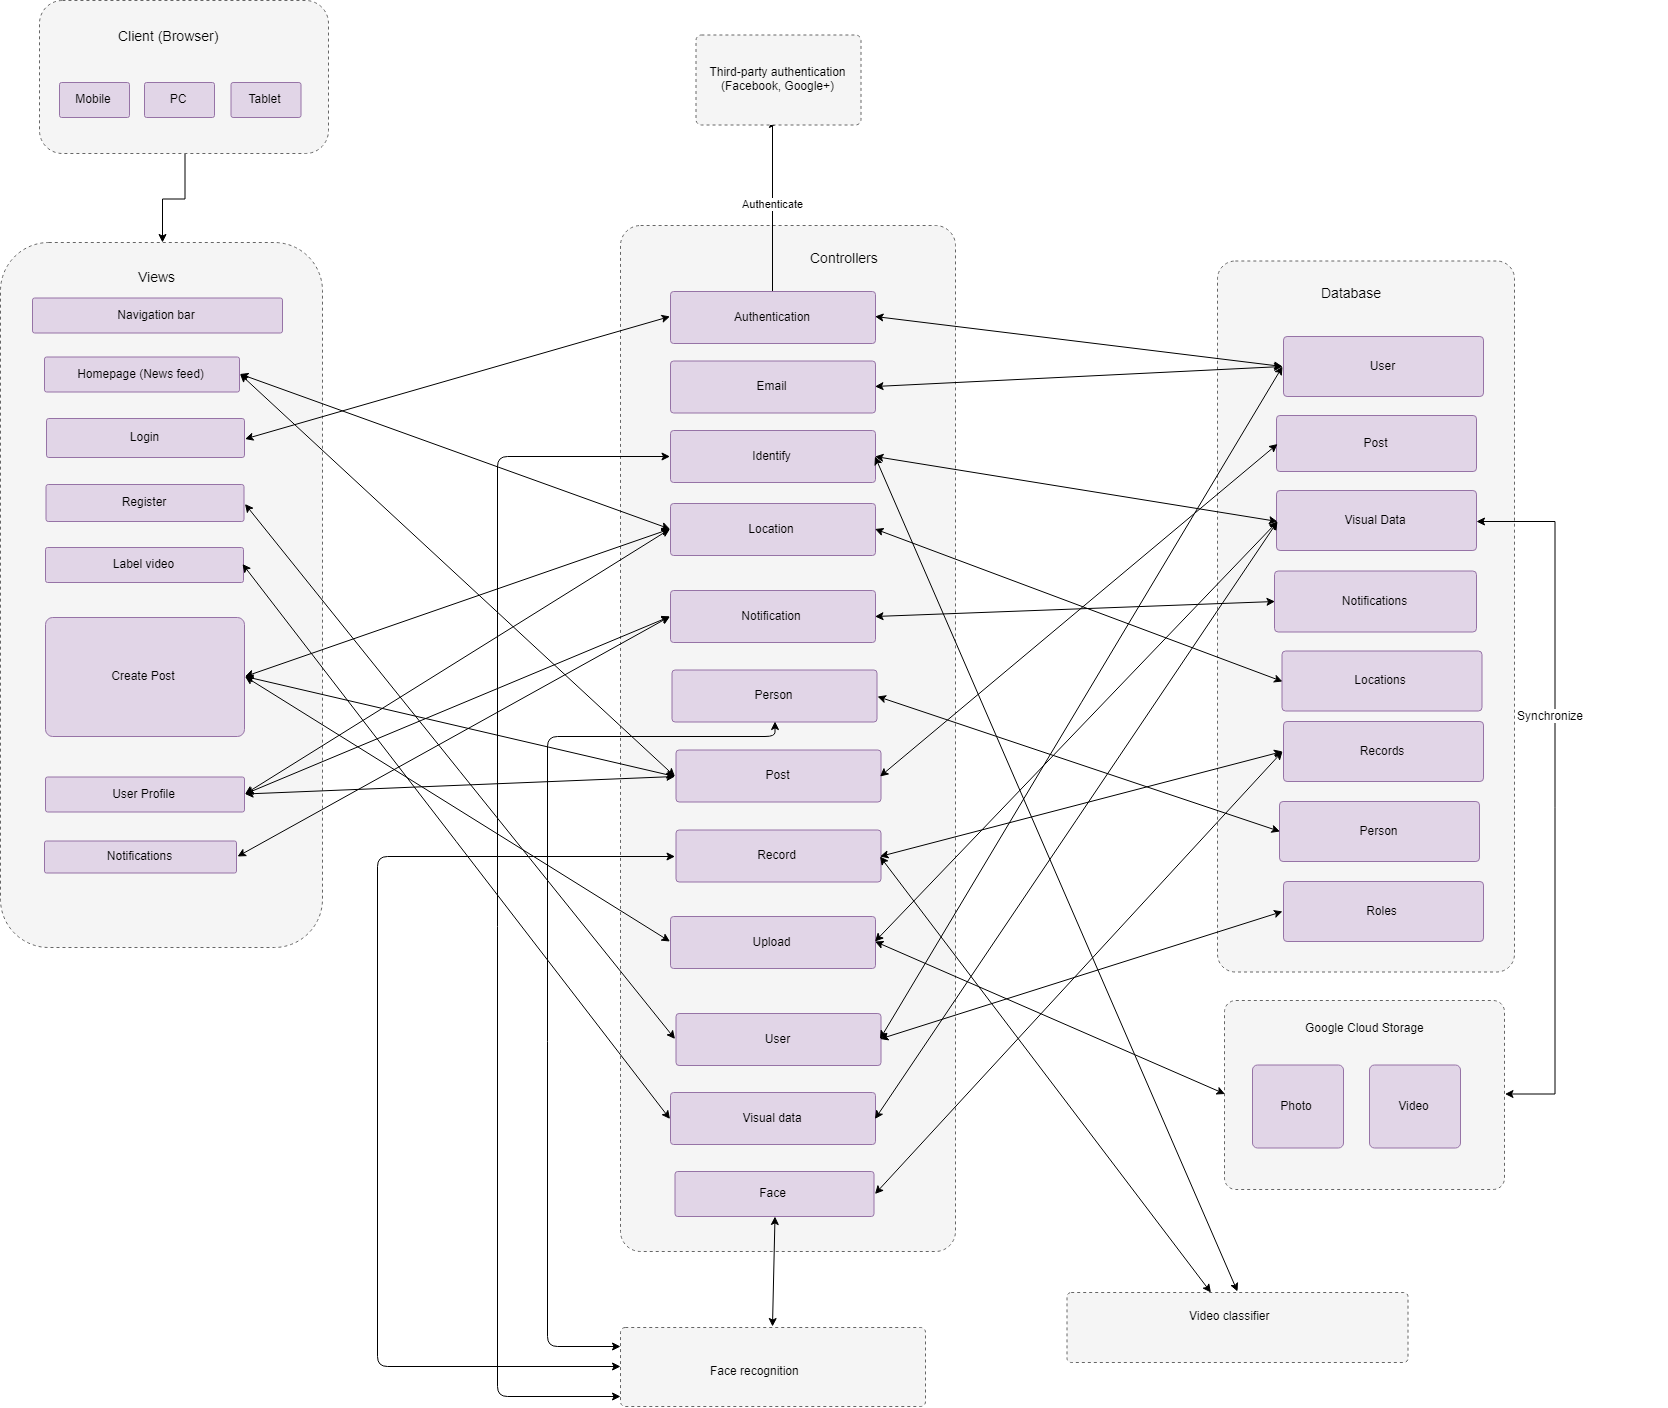 Client (Browser)
Mobile
PC
Tablet
Third-party authentication
(Facebook, Google+)
Authenticate
Views
Navigation bar
Homepage (News feed)
Login
Register
Label video
Create Post
User Profile
Notifications
Controllers
Authentication
Email
Identify
Location
Notification
Person
Post
Record
Upload
User
Visual data
Face
Database
User
Post
Visual Data
Notifications
Locations
Records
Person
Roles
Synchronize
Google Cloud Storage
Photo
Video
Video classifier
Face recognition